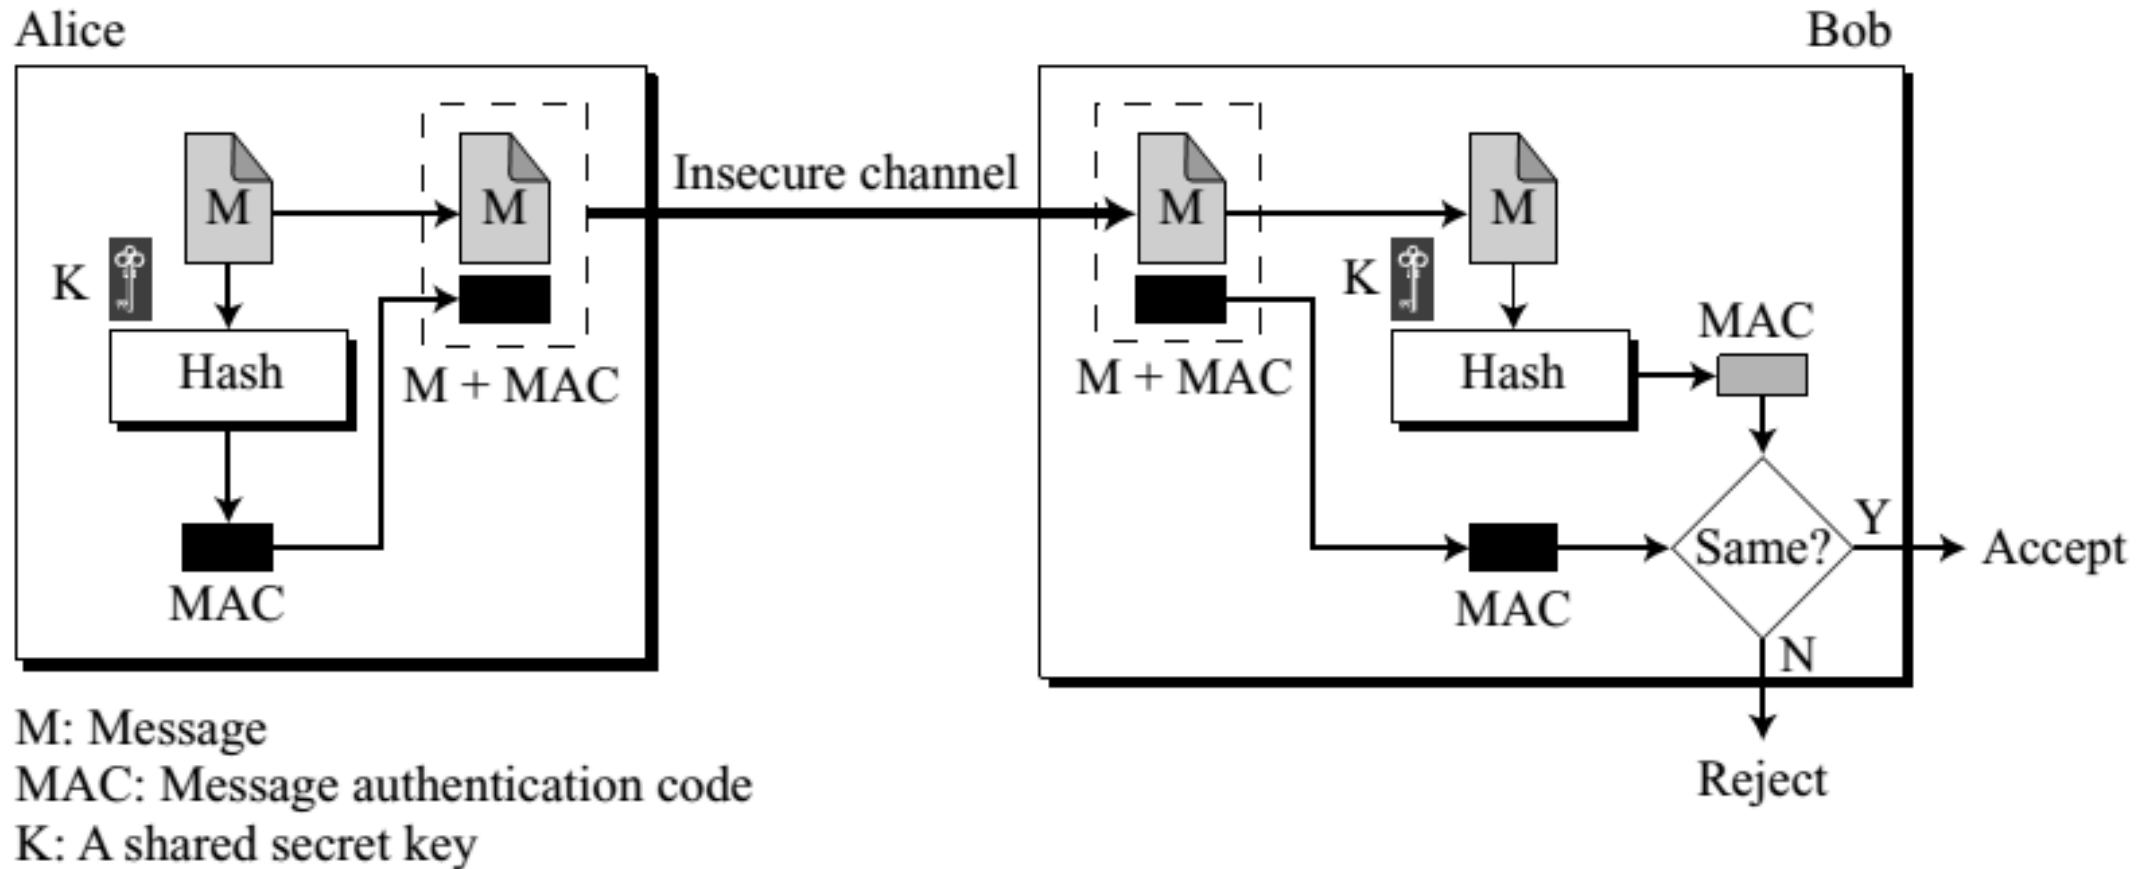 Alice
Bob
M
M
Insecure channel
M
M
K
K
Hash
M + MAC
M + MAC
Hash
MAC
MAC
MAC
Same?
Y
Accept
N
Reject
M: Message
MAC: Message authentication code
K: A shared secret key